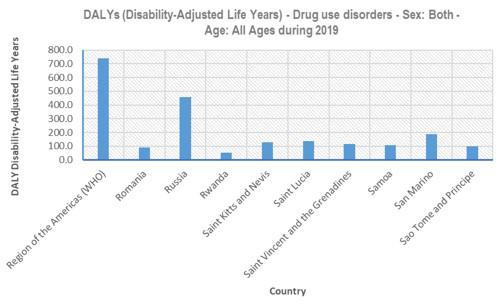 DALYs (Disability-Adjusted Life Years) - Drug use disorders - Sex: Both -
Age: All Ages during 2019
DALY Disability-Adjusted Life Years
800.0
700.0
600.0
500.0
400.0
300.0
200.0
100.0
0.0
Region of the Americas (WHO)
Romania
Russia
Rwanda
Saint Kitts and Nevis
Saint Lucia
Saint Vincent and the Grenadines
Samoa
San Marino
Sao Tome and Principe
Country